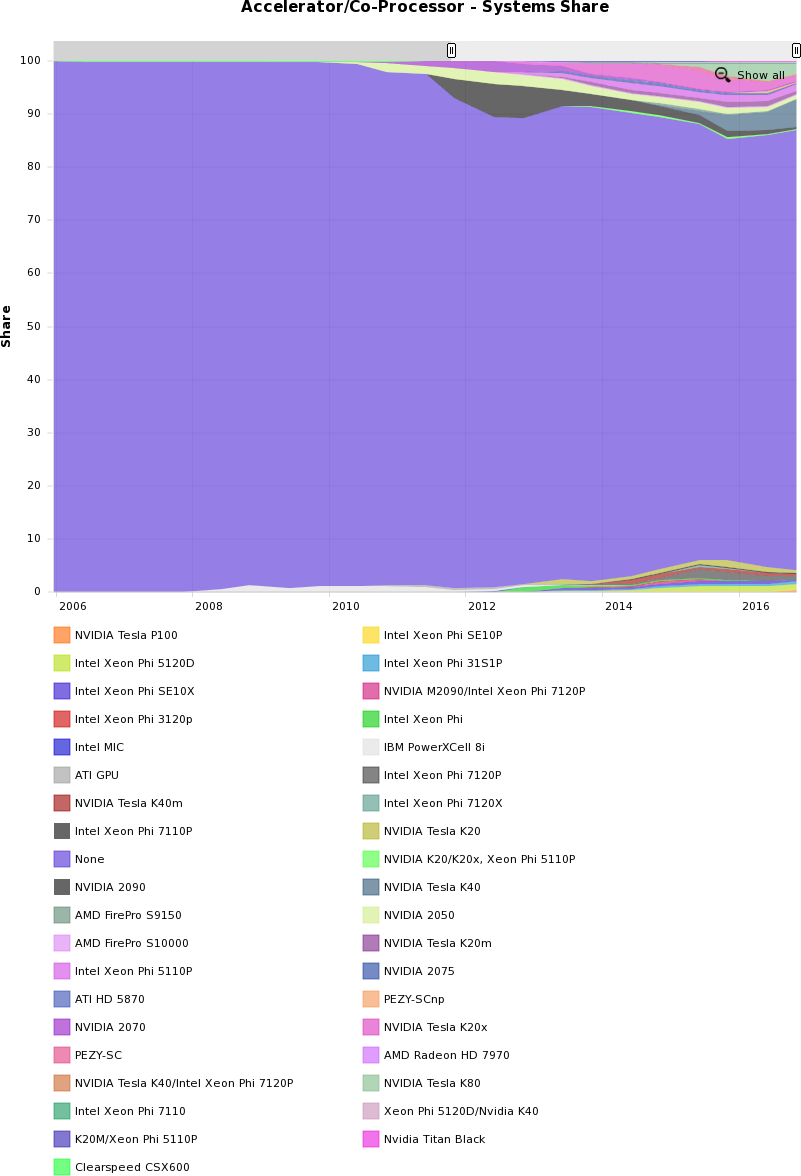 Accelerator/Co-Processor - Systems Share
Show all
100
90
80
70
60
50
40
30
20
10
0
Share
2006 2008 2010 2012 2014 2016
NVIDIA Tesla P100 Intel Xeon Phi SE10P
Intel Xeon Phi 5120D Intel Xeon Phi 31S1P
Intel Xeon Phi SE10X NVIDIA M2090/Intel Xeon Phi 7120P
Intel Xeon Phi 3120p Intel Xeon Phi
Intel MIC IBM PowerXCell 8i
ATI GPU Intel Xeon Phi 7120P
NVIDIA Tesla K40m Intel Xeon Phi 7120X
Intel Xeon Phi 7110P NVIDIA Tesla K20
None NVIDIA K20/K20x, Xeon Phi 5110P
NVIDIA 2090 NVIDIA Tesla K40
AMD FirePro S9150 NVIDIA 2050
AMD FirePro S10000 NVIDIA Tesla K20m
Intel Xeon Phi 5110P NVIDIA 2075
ATI HD 5870 PEZY-SCnp
NVIDIA 2070 NVIDIA Tesla K20x
PEZY-SC AMD Radeon HD 7970
NVIDIA Tesla K40/Intel Xeon Phi 7120P NVIDIA Tesla K80
Intel Xeon Phi 7110 Xeon Phi 5120D/Nvidia K40
K20M/Xeon Phi 5110P Nvidia Titan Black
Clearspeed CSX600